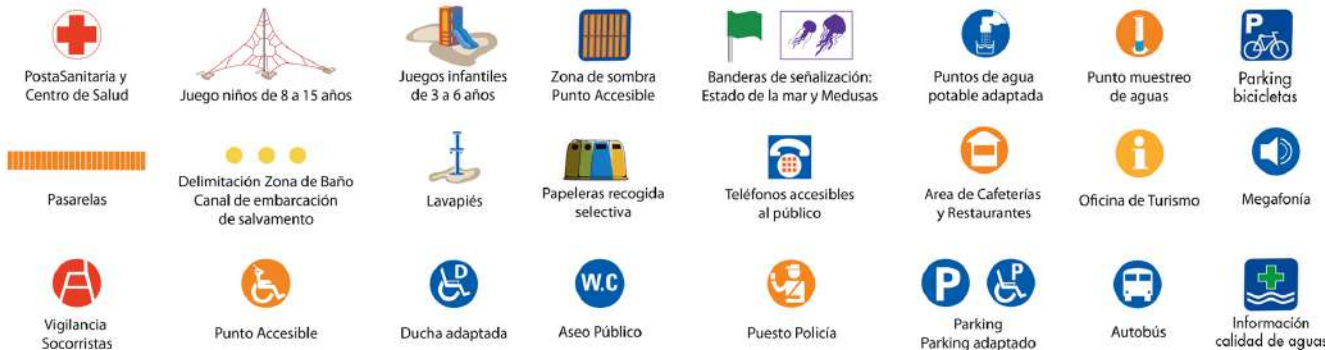 PostaSanitaria y
Centro de Salud
Juego niños de 8 a 15 años
Juegos infantiles
de 3 a 6 años
Zona de sombra
Punto Accesible
Banderas de señalización:
Estado de la mar y Medusas
Puntos de agua
potable adaptada
Punto muestreo
de aguas
P
Parking
bicicletas
Pasarelas
Delimitación Zona de Baño
Canal de embarcación
de salvamento
Lavapiés
Papeleras recogida
selectiva
Teléfonos accesibles
al público
Area de Cafeterías
y Restaurantes
i
Oficina de Turismo
Megafonía
Vigilancia
Socorristas
Punto Accesible
D
Ducha adaptada
W.C
Aseo Público
Puesto Policía
P
P
Parking
Parking adaptado
Autobús
Información
calidad de aguas